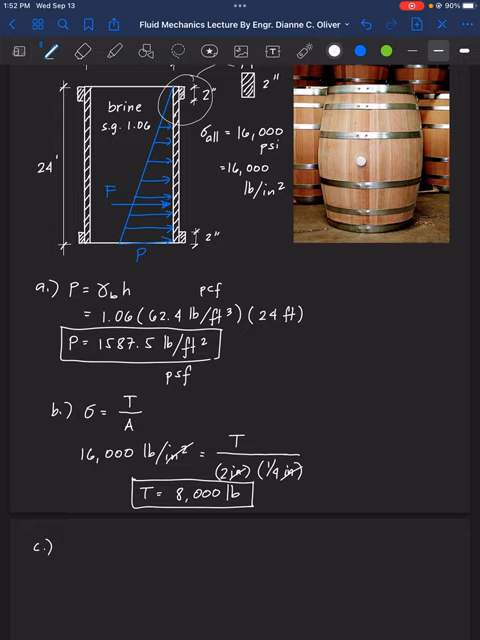 1:52 PM Wed Sep 13
82%
Fluid Mechanics Lecture By Engr. Dianne C. Oliver
T
brine
s.g. 1.06
2"
2"
σall = 16,000 psi
= 16,000 lb/in²
24'
F
2"
P
a.) P = γb h
pcf
= 1.06 (62.4 lb/ft³) (24 ft)
P = 1587.5 lb/ft²
psf
b.) σ = T/A
16,000 lb/in² = T/(2in)(1/4 in)
T = 8,000 lb
c.)